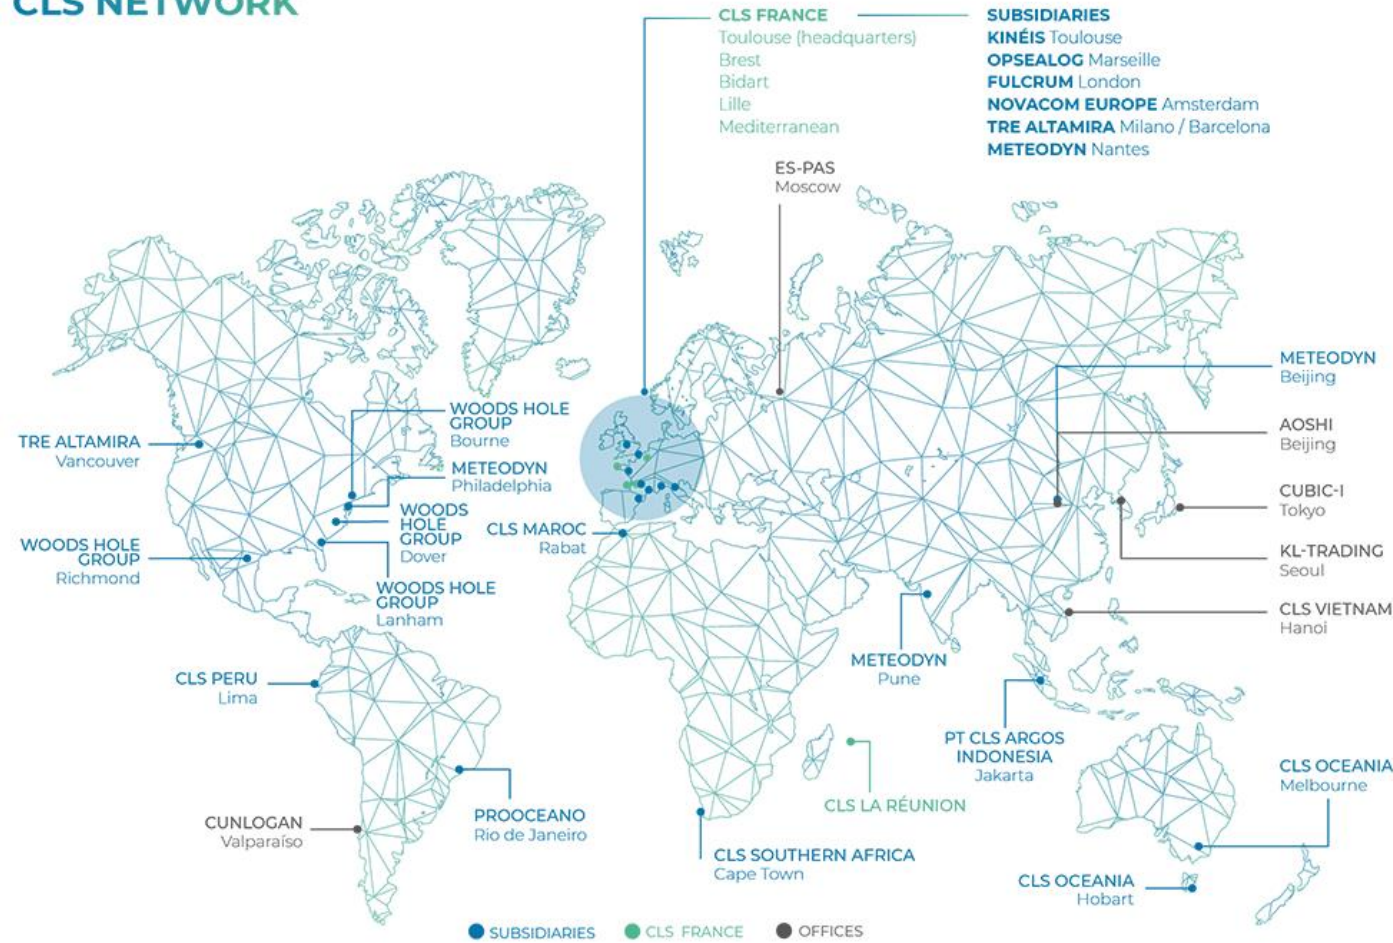 CLS NETWORK
CLS FRANCE
Toulouse (headquarters)
Brest
Bidart
Lille
Mediterranean
SUBSIDIARIES
KINÉIS Toulouse
OPSEALOG Marseille
FULCRUM London
NOVACOM EUROPE Amsterdam
TRE ALTAMIRA Milano / Barcelona
METEODYN Nantes
ES-PAS
Moscow
TRE ALTAMIRA
Vancouver
WOODS HOLE
GROUP
Bourne
METEODYN
Philadelphia
WOODS
HOLE
GROUP
Dover
WOODS HOLE
GROUP
Richmond
WOODS HOLE
GROUP
Lanham
CLS MAROC
Rabat
METEODYN
Beijing
AOSHI
Beijing
CUBIC-I
Tokyo
KL-TRADING
Seoul
CLS VIETNAM
Hanoi
METEODYN
Pune
CLS PERU
Lima
PT CLS ARGOS
INDONESIA
Jakarta
CLS OCEANIA
Melbourne
CLS LA RÉUNION
PROOCEANO
Rio de Janeiro
CUNLOGAN
Valparaíso
CLS SOUTHERN AFRICA
Cape Town
CLS OCEANIA
Hobart
SUBSIDIARIES
CLS FRANCE
OFFICES